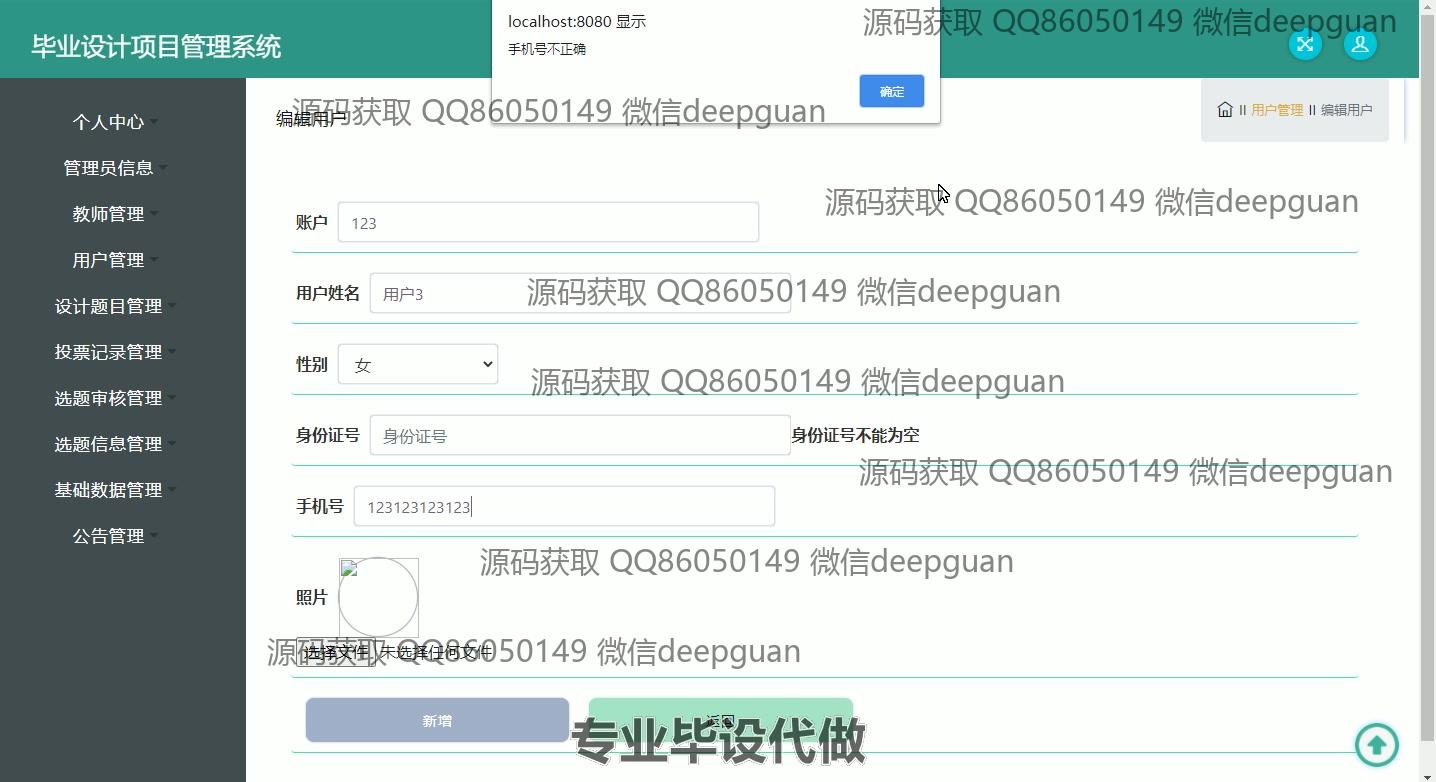 localhost:8080 显示
手机号不正确
确定
源码获取 QQ86050149 微信deepguan
毕业设计项目管理系统
源码获取 QQ86050149 微信deepguan
编辑用户
II 用户管理 II 编辑用户
个人中心
管理员信息
教师管理
用户管理
设计题目管理
投票记录管理
选题审核管理
选题信息管理
基础数据管理
公告管理
源码获取 QQ86050149 微信deepguan
账户 123
用户姓名 用户3
源码获取 QQ86050149 微信deepguan
性别 女
源码获取 QQ86050149 微信deepguan
身份证号 身份证号 身份证号不能为空
源码获取 QQ86050149 微信deepguan
手机号 123123123123
源码获取 QQ86050149 微信deepguan
照片
选择文件 未选择任何文件
源码获取 QQ86050149 微信deepguan
新增
返回
专业毕设代做